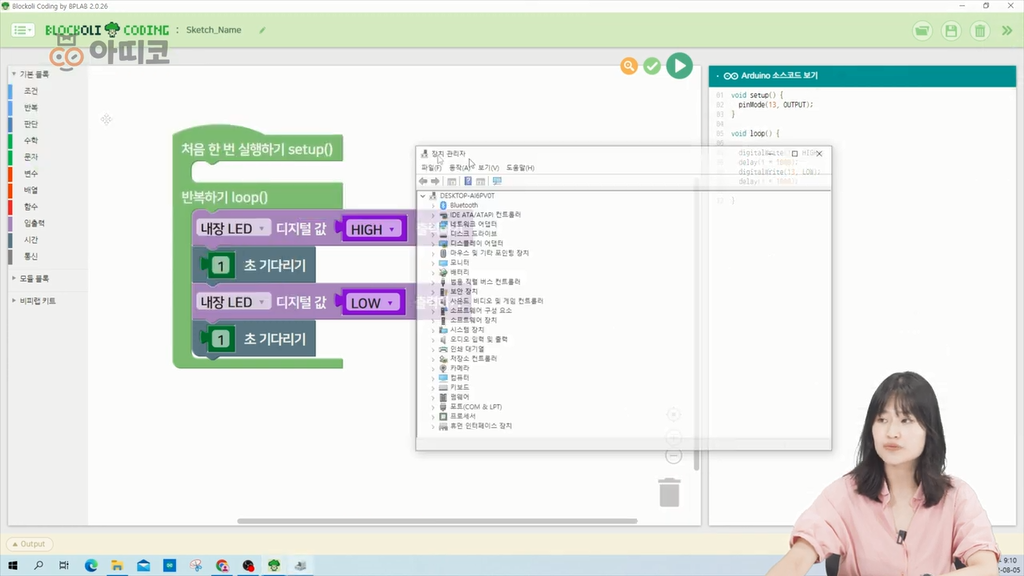 Blockoli Coding by BPLAB 2.0.26
BLOCKOLI CODING : Sketch_Name
아띠코
기본 블록
조건
반복
판단
수학
문자
변수
배열
함수
입출력
시간
통신
모듈 블록
비피랩 키트
처음 한 번 실행하기 setup()
반복하기 loop()
내장 LED 디지털 값 HIGH
1 초 기다리기
내장 LED 디지털 값 LOW
1 초 기다리기
장치 관리자
파일(F) 동작(A) 보기(V) 도움말(H)
DESKTOP-AI6PV0T
Bluetooth
IDE ATA/ATAPI 컨트롤러
네트워크 어댑터
디스크 드라이브
디스플레이 어댑터
마우스 및 기타 포인팅 장치
모니터
배터리
범용 직렬 버스 컨트롤러
보안 장치
사운드, 비디오 및 게임 컨트롤러
소프트웨어 구성 요소
소프트웨어 장치
시스템 장치
오디오 입력 및 출력
인쇄 대기열
저장소 컨트롤러
카메라
컴퓨터
키보드
펌웨어
포트(COM & LPT)
프로세서
휴먼 인터페이스 장치
Arduino 소스코드 보기
01 void setup() {
02 pinMode(13, OUTPUT);
03 }
04
05 void loop() {
digitalWrite(13, HIGH
delay(1 * 1000);
digitalWrite(13, LOW);
delay(1 * 1000);
}
Output
9:10
2-08-05